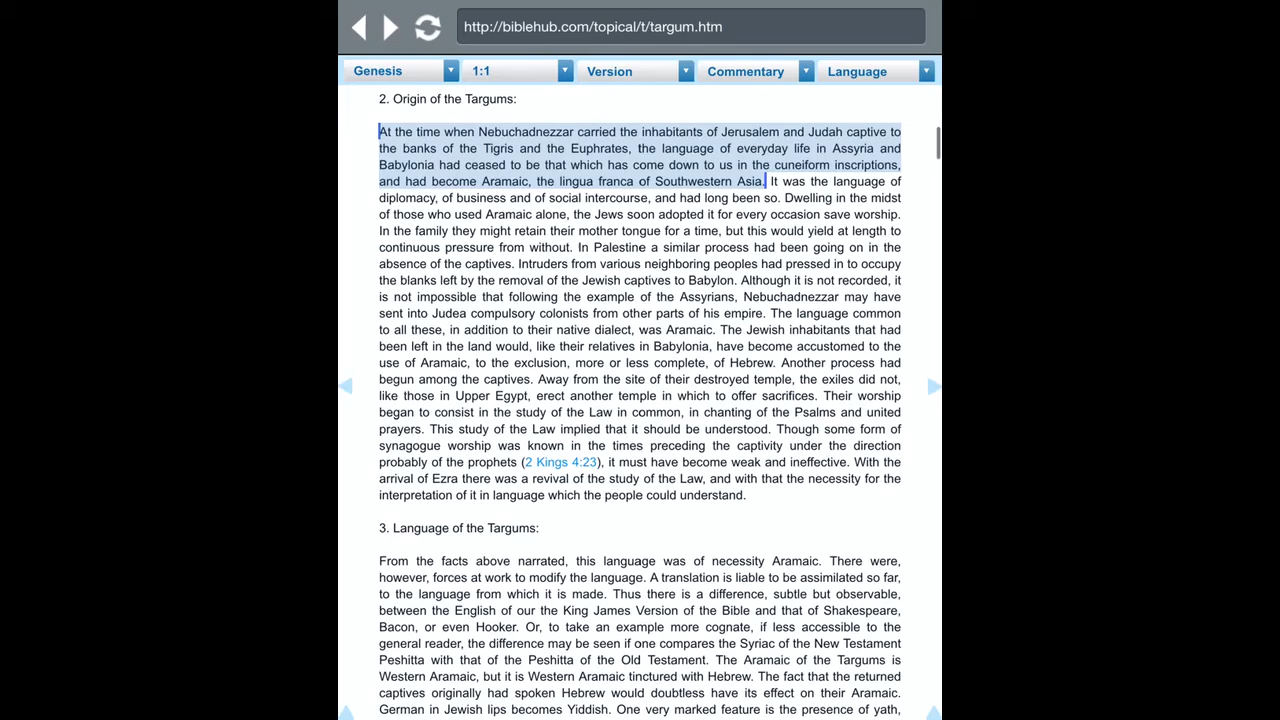 http://biblehub.com/topical/t/targum.htm
Genesis 1:1 Version Commentary Language
2. Origin of the Targums:
At the time when Nebuchadnezzar carried the inhabitants of Jerusalem and Judah captive to
the banks of the Tigris and the Euphrates, the language of everyday life in Assyria and
Babylonia had ceased to be that which has come down to us in the cuneiform inscriptions,
and had become Aramaic, the lingua franca of Southwestern Asia. It was the language of
diplomacy, of business and of social intercourse, and had long been so. Dwelling in the midst
of those who used Aramaic alone, the Jews soon adopted it for every occasion save worship.
In the family they might retain their mother tongue for a time, but this would yield at length to
continuous pressure from without. In Palestine a similar process had been going on in the
absence of the captives. Intruders from various neighboring peoples had pressed in to occupy
the blanks left by the removal of the Jewish captives to Babylon. Although it is not recorded, it
is not impossible that following the example of the Assyrians, Nebuchadnezzar may have
sent into Judea compulsory colonists from other parts of his empire. The language common
to all these, in addition to their native dialect, was Aramaic. The Jewish inhabitants that had
been left in the land would, like their relatives in Babylonia, have become accustomed to the
use of Aramaic, to the exclusion, more or less complete, of Hebrew. Another process had
begun among the captives. Away from the site of their destroyed temple, the exiles did not,
like those in Upper Egypt, erect another temple in which to offer sacrifices. Their worship
began to consist in the study of the Law in common, in chanting of the Psalms and united
prayers. This study of the Law implied that it should be understood. Though some form of
synagogue worship was known in the times preceding the captivity under the direction
probably of the prophets (2 Kings 4:23), it must have become weak and ineffective. With the
arrival of Ezra there was a revival of the study of the Law, and with that the necessity for the
interpretation of it in language which the people could understand.
3. Language of the Targums:
From the facts above narrated, this language was of necessity Aramaic. There were,
however, forces at work to modify the language. A translation is liable to be assimilated so far,
to the language from which it is made. Thus there is a difference, subtle but observable,
between the English of our the King James Version of the Bible and that of Shakespeare,
Bacon, or even Hooker. Or, to take an example more cognate, if less accessible to the
general reader, the difference may be seen if one compares the Syriac of the New Testament
Peshitta with that of the Peshitta of the Old Testament. The Aramaic of the Targums is
Western Aramaic, but it is Western Aramaic tinctured with Hebrew. The fact that the returned
captives originally had spoken Hebrew would doubtless have its effect on their Aramaic.
German in Jewish lips becomes Yiddish. One very marked feature is the presence of yath,